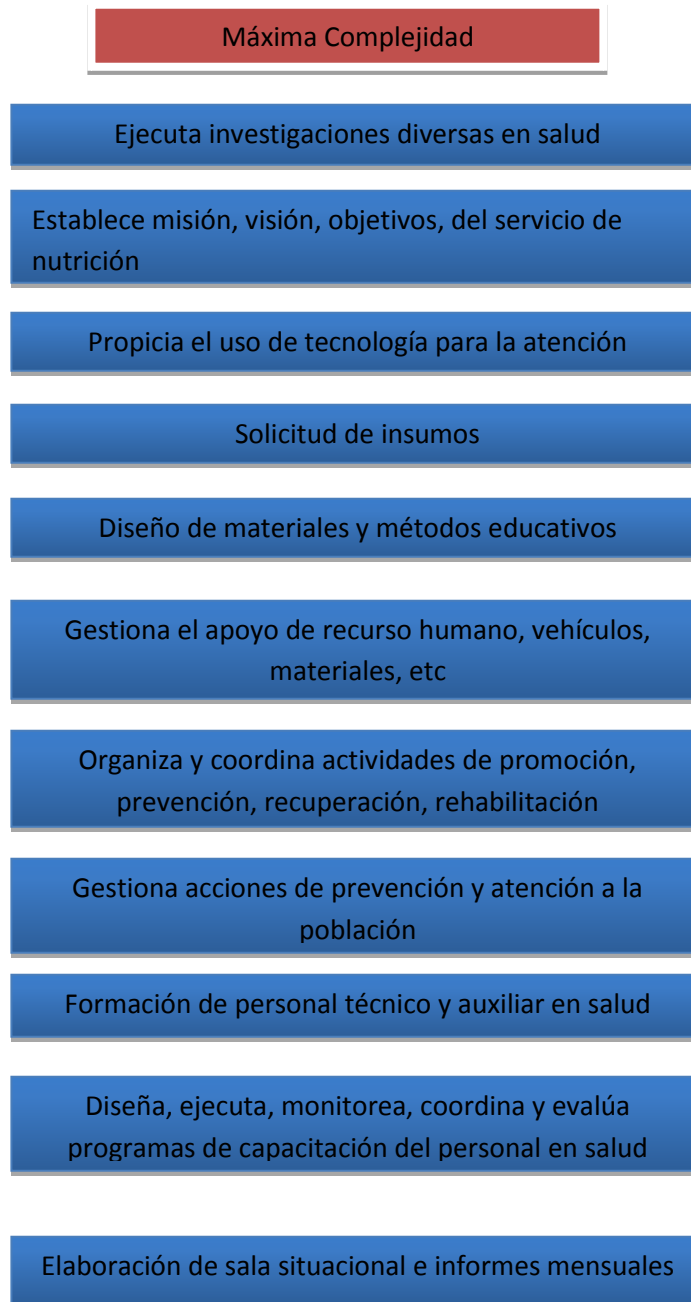 Máxima Complejidad
Ejecuta investigaciones diversas en salud
Establece misión, visión, objetivos, del servicio de
nutrición
Propicia el uso de tecnología para la atención
Solicitud de insumos
Diseño de materiales y métodos educativos
Gestiona el apoyo de recurso humano, vehículos,
materiales, etc
Organiza y coordina actividades de promoción,
prevención, recuperación, rehabilitación
Gestiona acciones de prevención y atención a la
población
Formación de personal técnico y auxiliar en salud
Diseña, ejecuta, monitorea, coordina y evalúa
programas de capacitación del personal en salud
Elaboración de sala situacional e informes mensuales